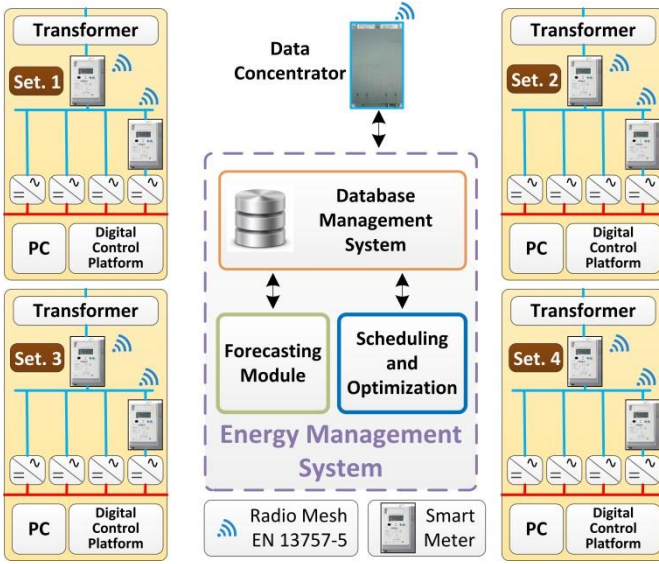 Transformer
Set. 1
PC
Digital
Control
Platform
Transformer
Set. 3
PC
Digital
Control
Platform
Data
Concentrator
Database
Management
System
Forecasting
Module
Scheduling
and
Optimization
Energy Management
System
Radio Mesh
EN 13757-5
Smart
Meter
Transformer
Set. 2
PC
Digital
Control
Platform
Transformer
Set. 4
PC
Digital
Control
Platform